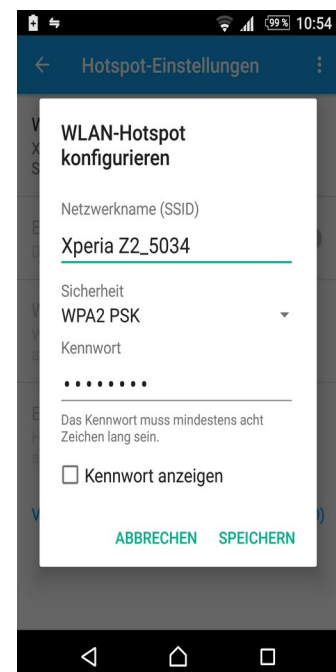 99%
10:54
Hotspot-Einstellungen
WLAN-Hotspot
konfigurieren
Netzwerkname (SSID)
Xperia Z2_5034
Sicherheit
WPA2 PSK
Kennwort
••••••••
Das Kennwort muss mindestens acht
Zeichen lang sein.
Kennwort anzeigen
ABBRECHEN
SPEICHERN